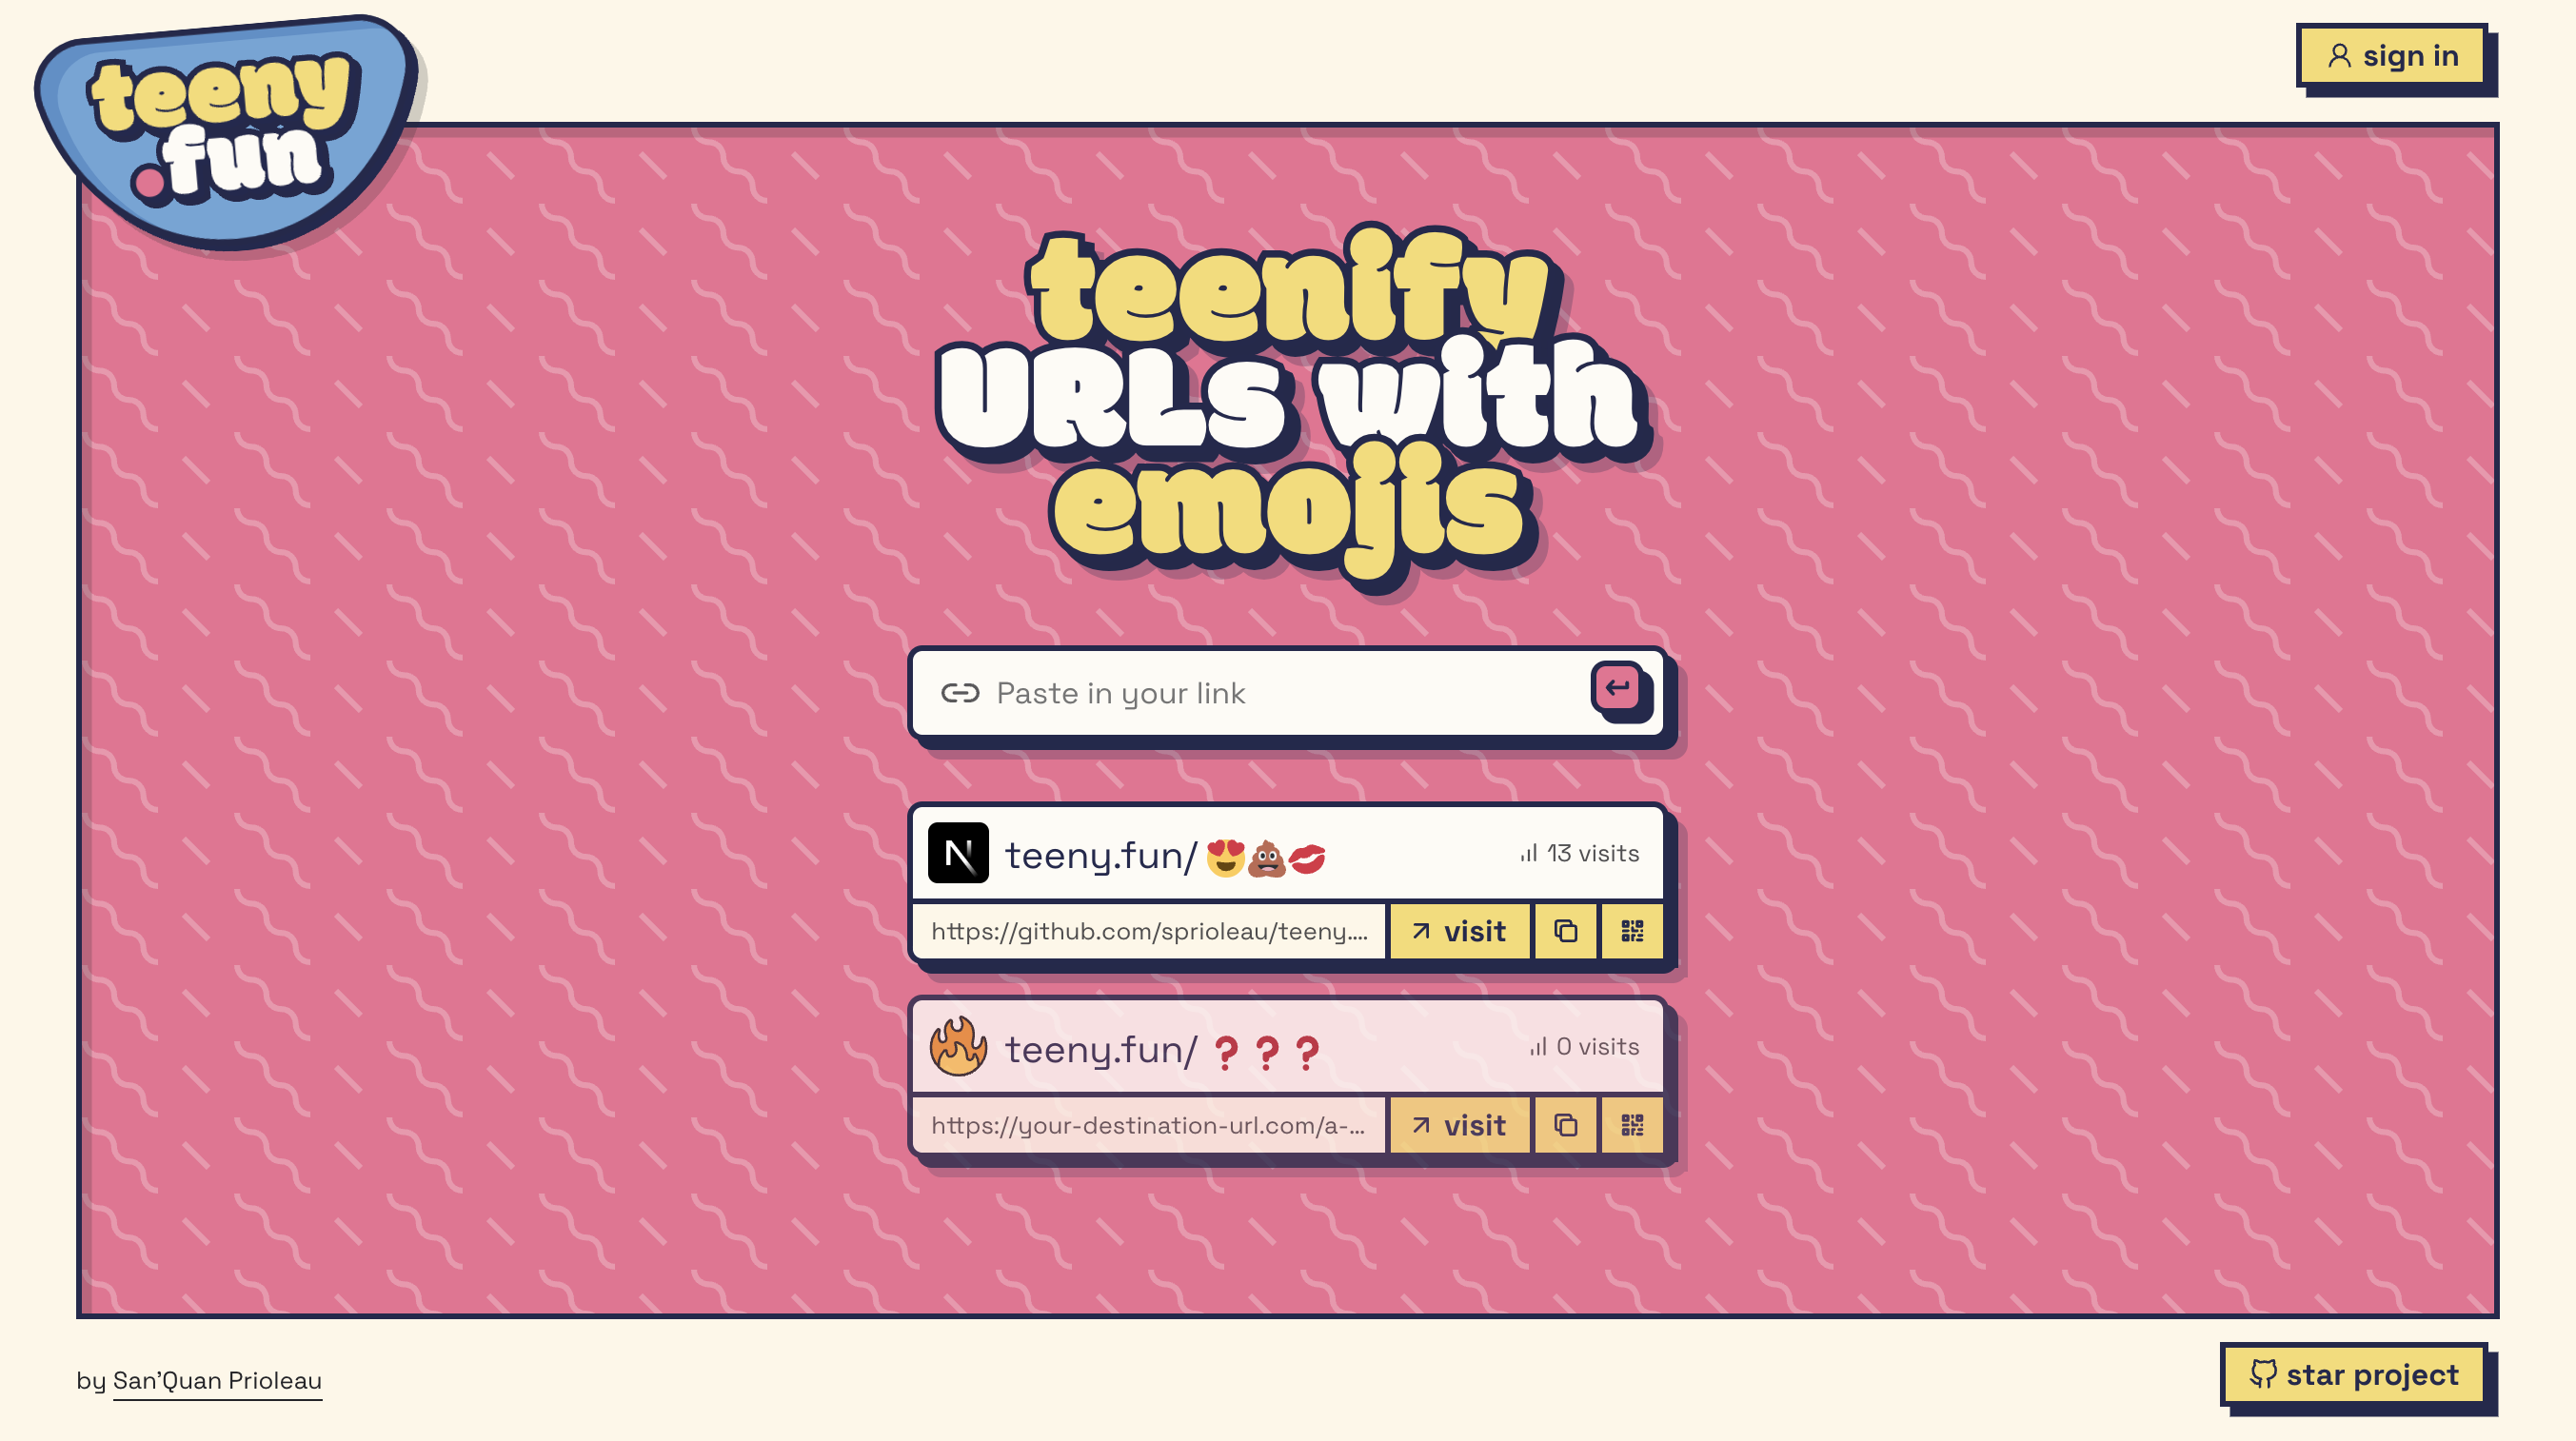 teeny
.fun
sign in
teenify
URLs with
emojis
Paste in your link
N teeny.fun/😍💩💋 13 visits
https://github.com/sprioleau/teeny.... visit
teeny.fun/❓❓❓ 0 visits
https://your-destination-url.com/a-... visit
by San’Quan Prioleau
star project